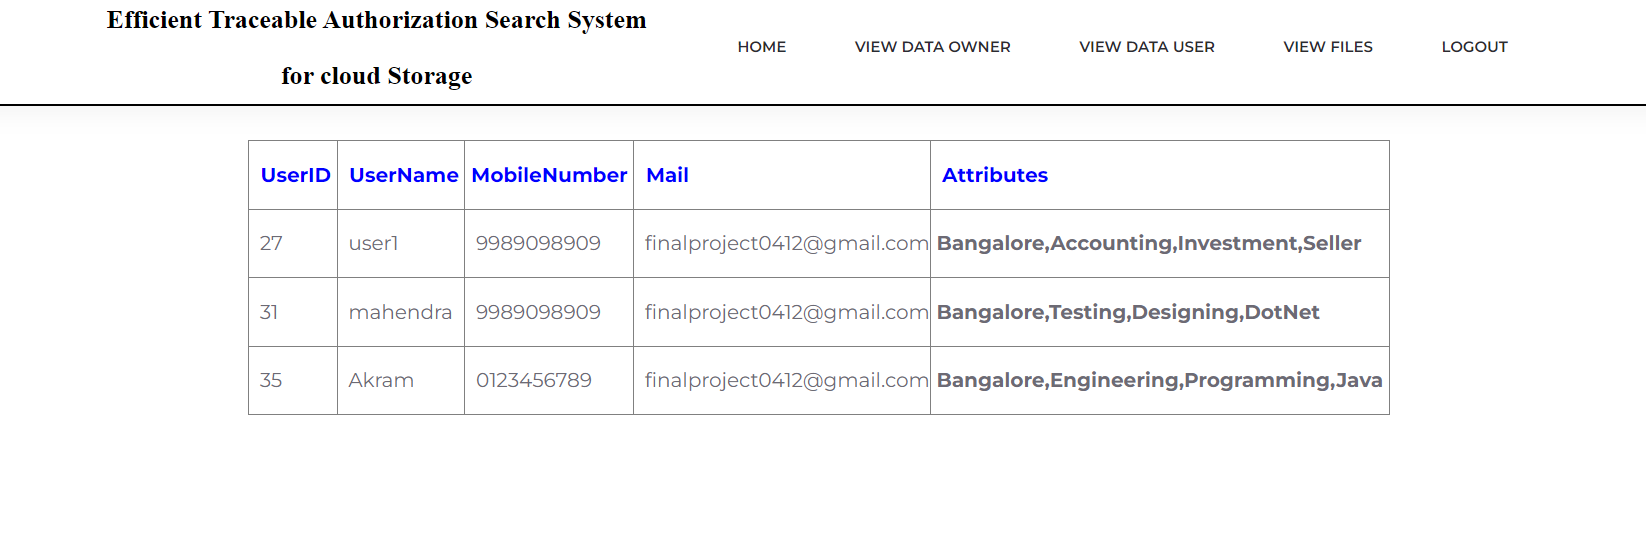 Efficient Traceable Authorization Search System
for cloud Storage
HOME VIEW DATA OWNER VIEW DATA USER VIEW FILES LOGOUT
UserID UserName MobileNumber Mail Attributes
27 user1 9989098909 finalproject0412@gmail.com Bangalore,Accounting,Investment,Seller
31 mahendra 9989098909 finalproject0412@gmail.com Bangalore,Testing,Designing,DotNet
35 Akram 0123456789 finalproject0412@gmail.com Bangalore,Engineering,Programming,Java